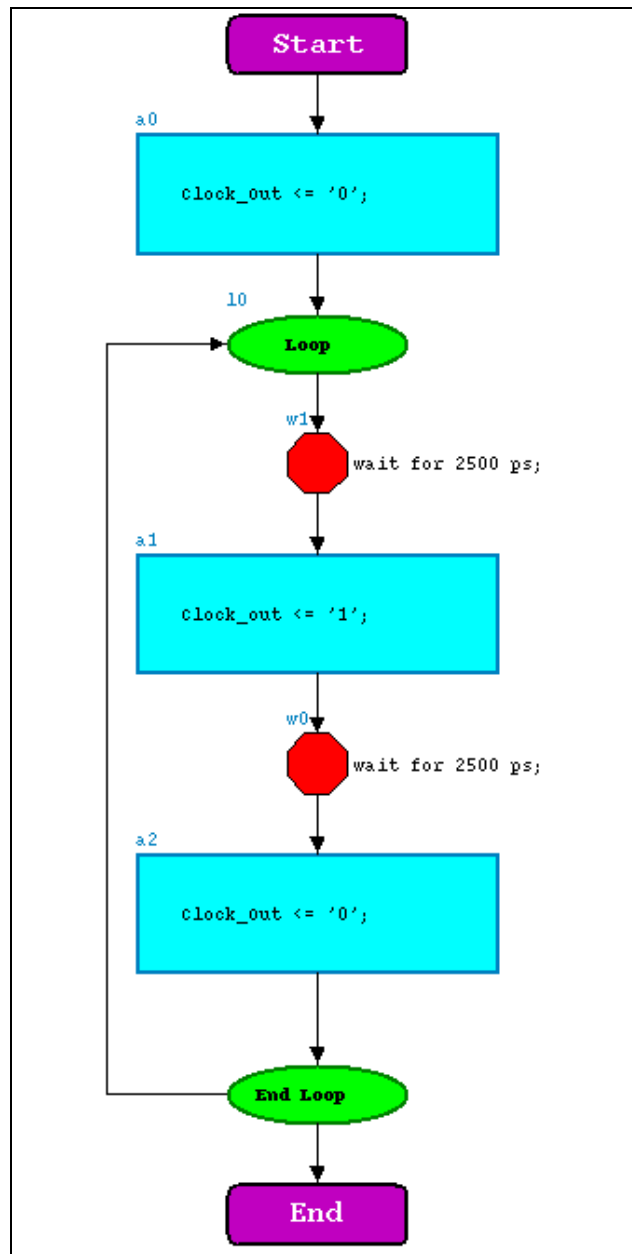 Start
a0
Clock_out <= '0';
l0
Loop
w1
wait for 2500 ps;
a1
Clock_out <= '1';
w0
wait for 2500 ps;
a2
Clock_out <= '0';
End Loop
End